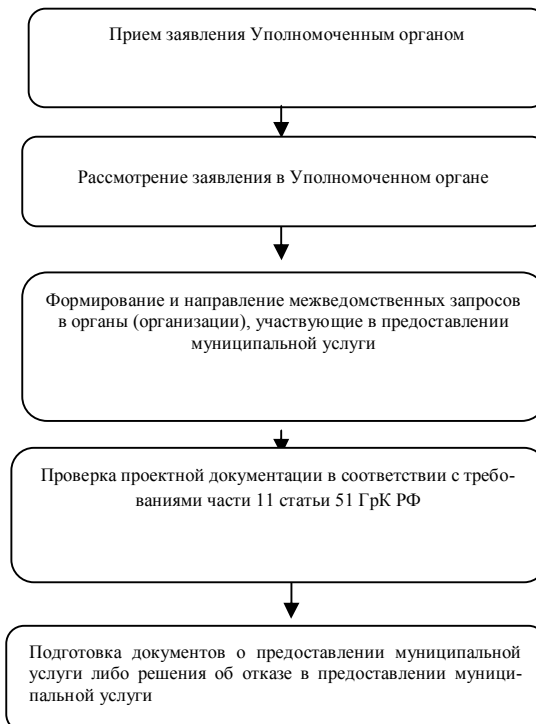 Прием заявления Уполномоченным органом
Рассмотрение заявления в Уполномоченном органе
Формирование и направление межведомственных запросов
в органы (организации), участвующие в предоставлении
муниципальной услуги
Проверка проектной документации в соответствии с требо-
ваниями части 11 статьи 51 ГрК РФ
Подготовка документов о предоставлении муниципальной
услуги либо решения об отказе в предоставлении муници-
пальной услуги